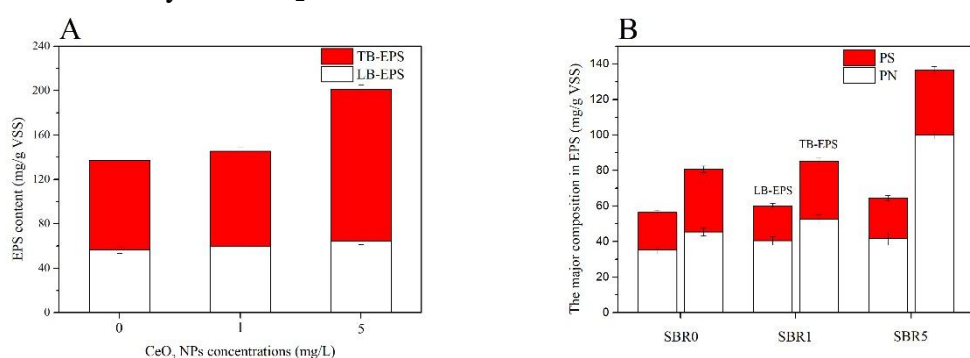 A
240
200
160
120
80
40
0
EPS content (mg/g VSS)
TB-EPS
LB-EPS
0
1
5
CeO₂ NPs concentrations (mg/L)
B
140
120
100
80
60
40
20
0
The major composition in EPS (mg/g VSS)
PS
PN
LB-EPS
TB-EPS
SBR0
SBR1
SBR5